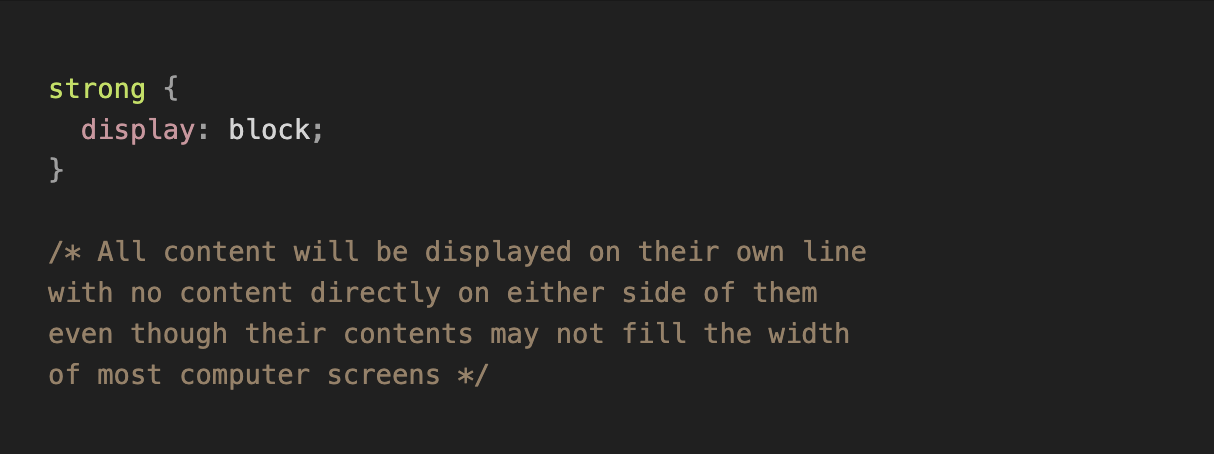 strong {
  display: block;
}

/* All content will be displayed on their own line
with no content directly on either side of them
even though their contents may not fill the width
of most computer screens */